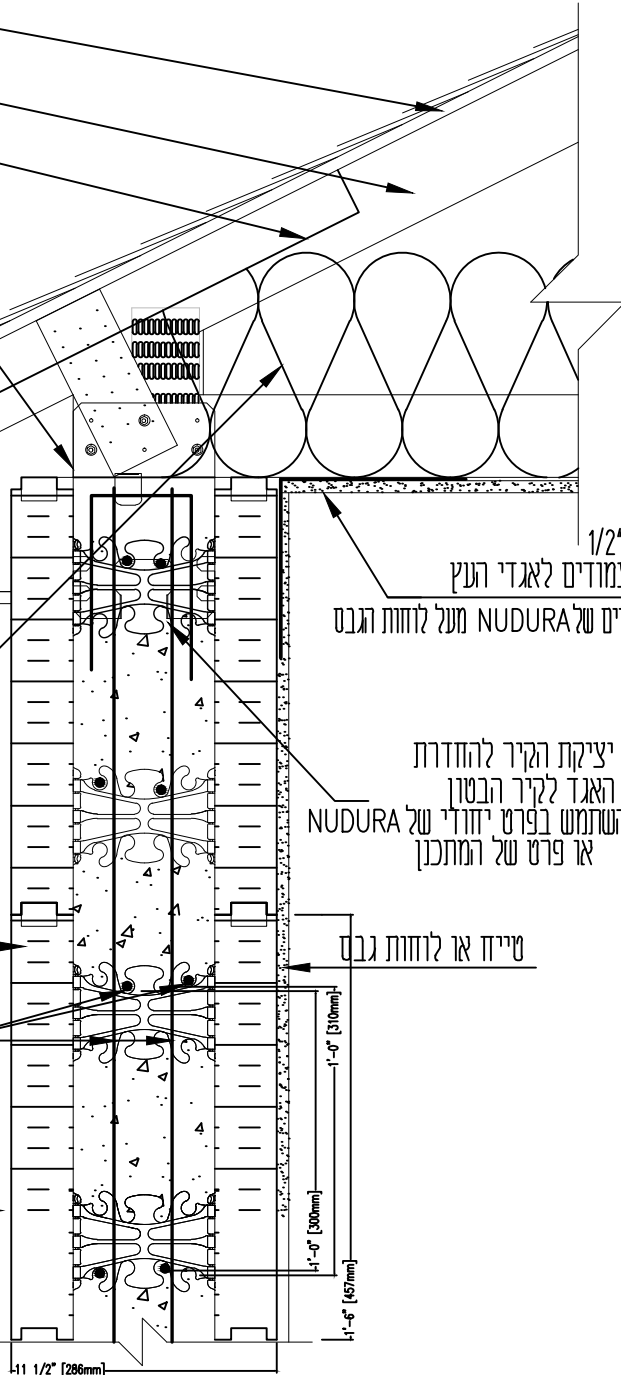 1/2"
צמודים לאגדי העץ
ים של NUDURA מעל לוחות הגבס
יציקת הקיר להחדרת
האגד לקיר הבטון
השתמש בפרט יחודי של NUDURA
או פרט של המתכנן
טייח או לוחות גבס
1'-0" [310mm]
1'-0" [300mm]
1'-6" [457mm]
11 1/2" [286mm]